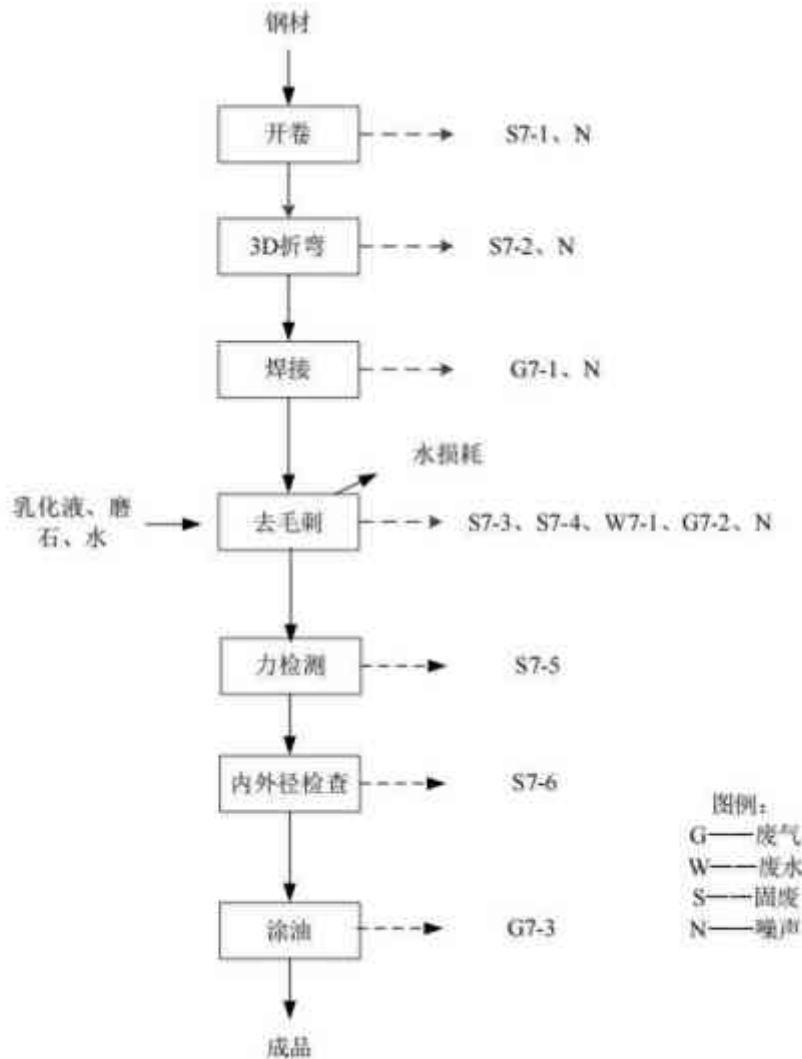 钢材
开卷
S7-1、N
3D折弯
S7-2、N
焊接
G7-1、N
水损耗
乳化液、磨
石、水
去毛刺
S7-3、S7-4、W7-1、G7-2、N
力检测
S7-5
内外径检查
S7-6
图例：
G——废气
W——废水
S——固废
N——噪声
涂油
G7-3
成品